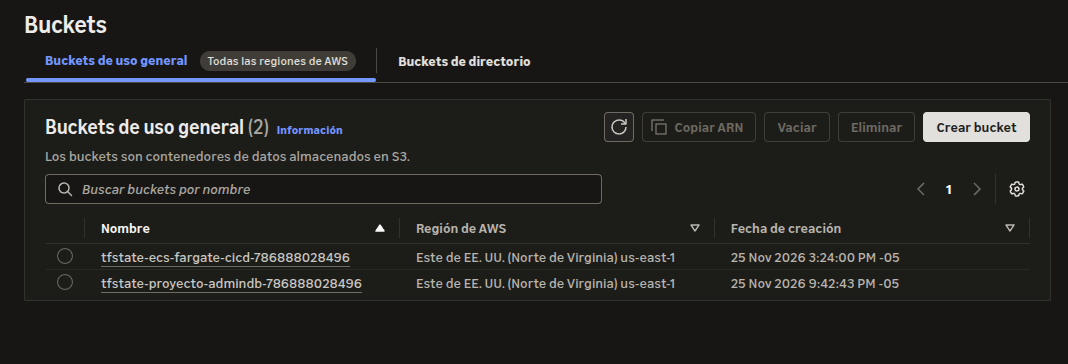 Buckets
Buckets de uso general Todas las regiones de AWS Buckets de directorio
Buckets de uso general (2) Información
Copiar ARN Vaciar Eliminar Crear bucket
Los buckets son contenedores de datos almacenados en S3.
Buscar buckets por nombre
1
Nombre Región de AWS Fecha de creación
tfstate-ecs-fargate-cicd-786888028496 Este de EE. UU. (Norte de Virginia) us-east-1 25 Nov 2026 3:24:00 PM -05
tfstate-proyecto-admindb-786888028496 Este de EE. UU. (Norte de Virginia) us-east-1 25 Nov 2026 9:42:43 PM -05